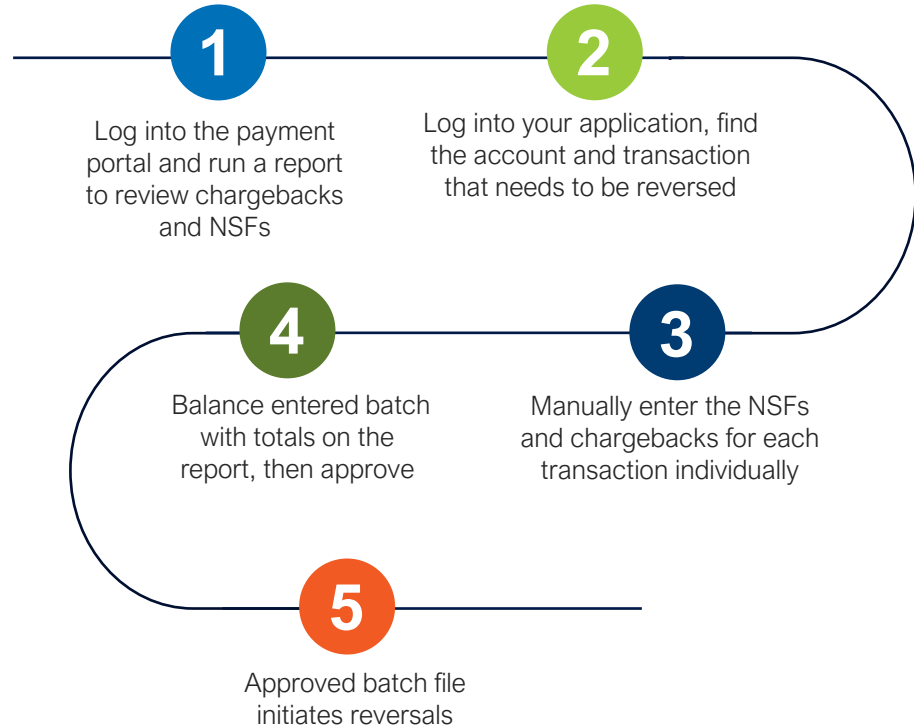 1
Log into the payment
portal and run a report
to review chargebacks
and NSFs
2
Log into your application, find
the account and transaction
that needs to be reversed
3
Manually enter the NSFs
and chargebacks for each
transaction individually
4
Balance entered batch
with totals on the
report, then approve
5
Approved batch file
initiates reversals